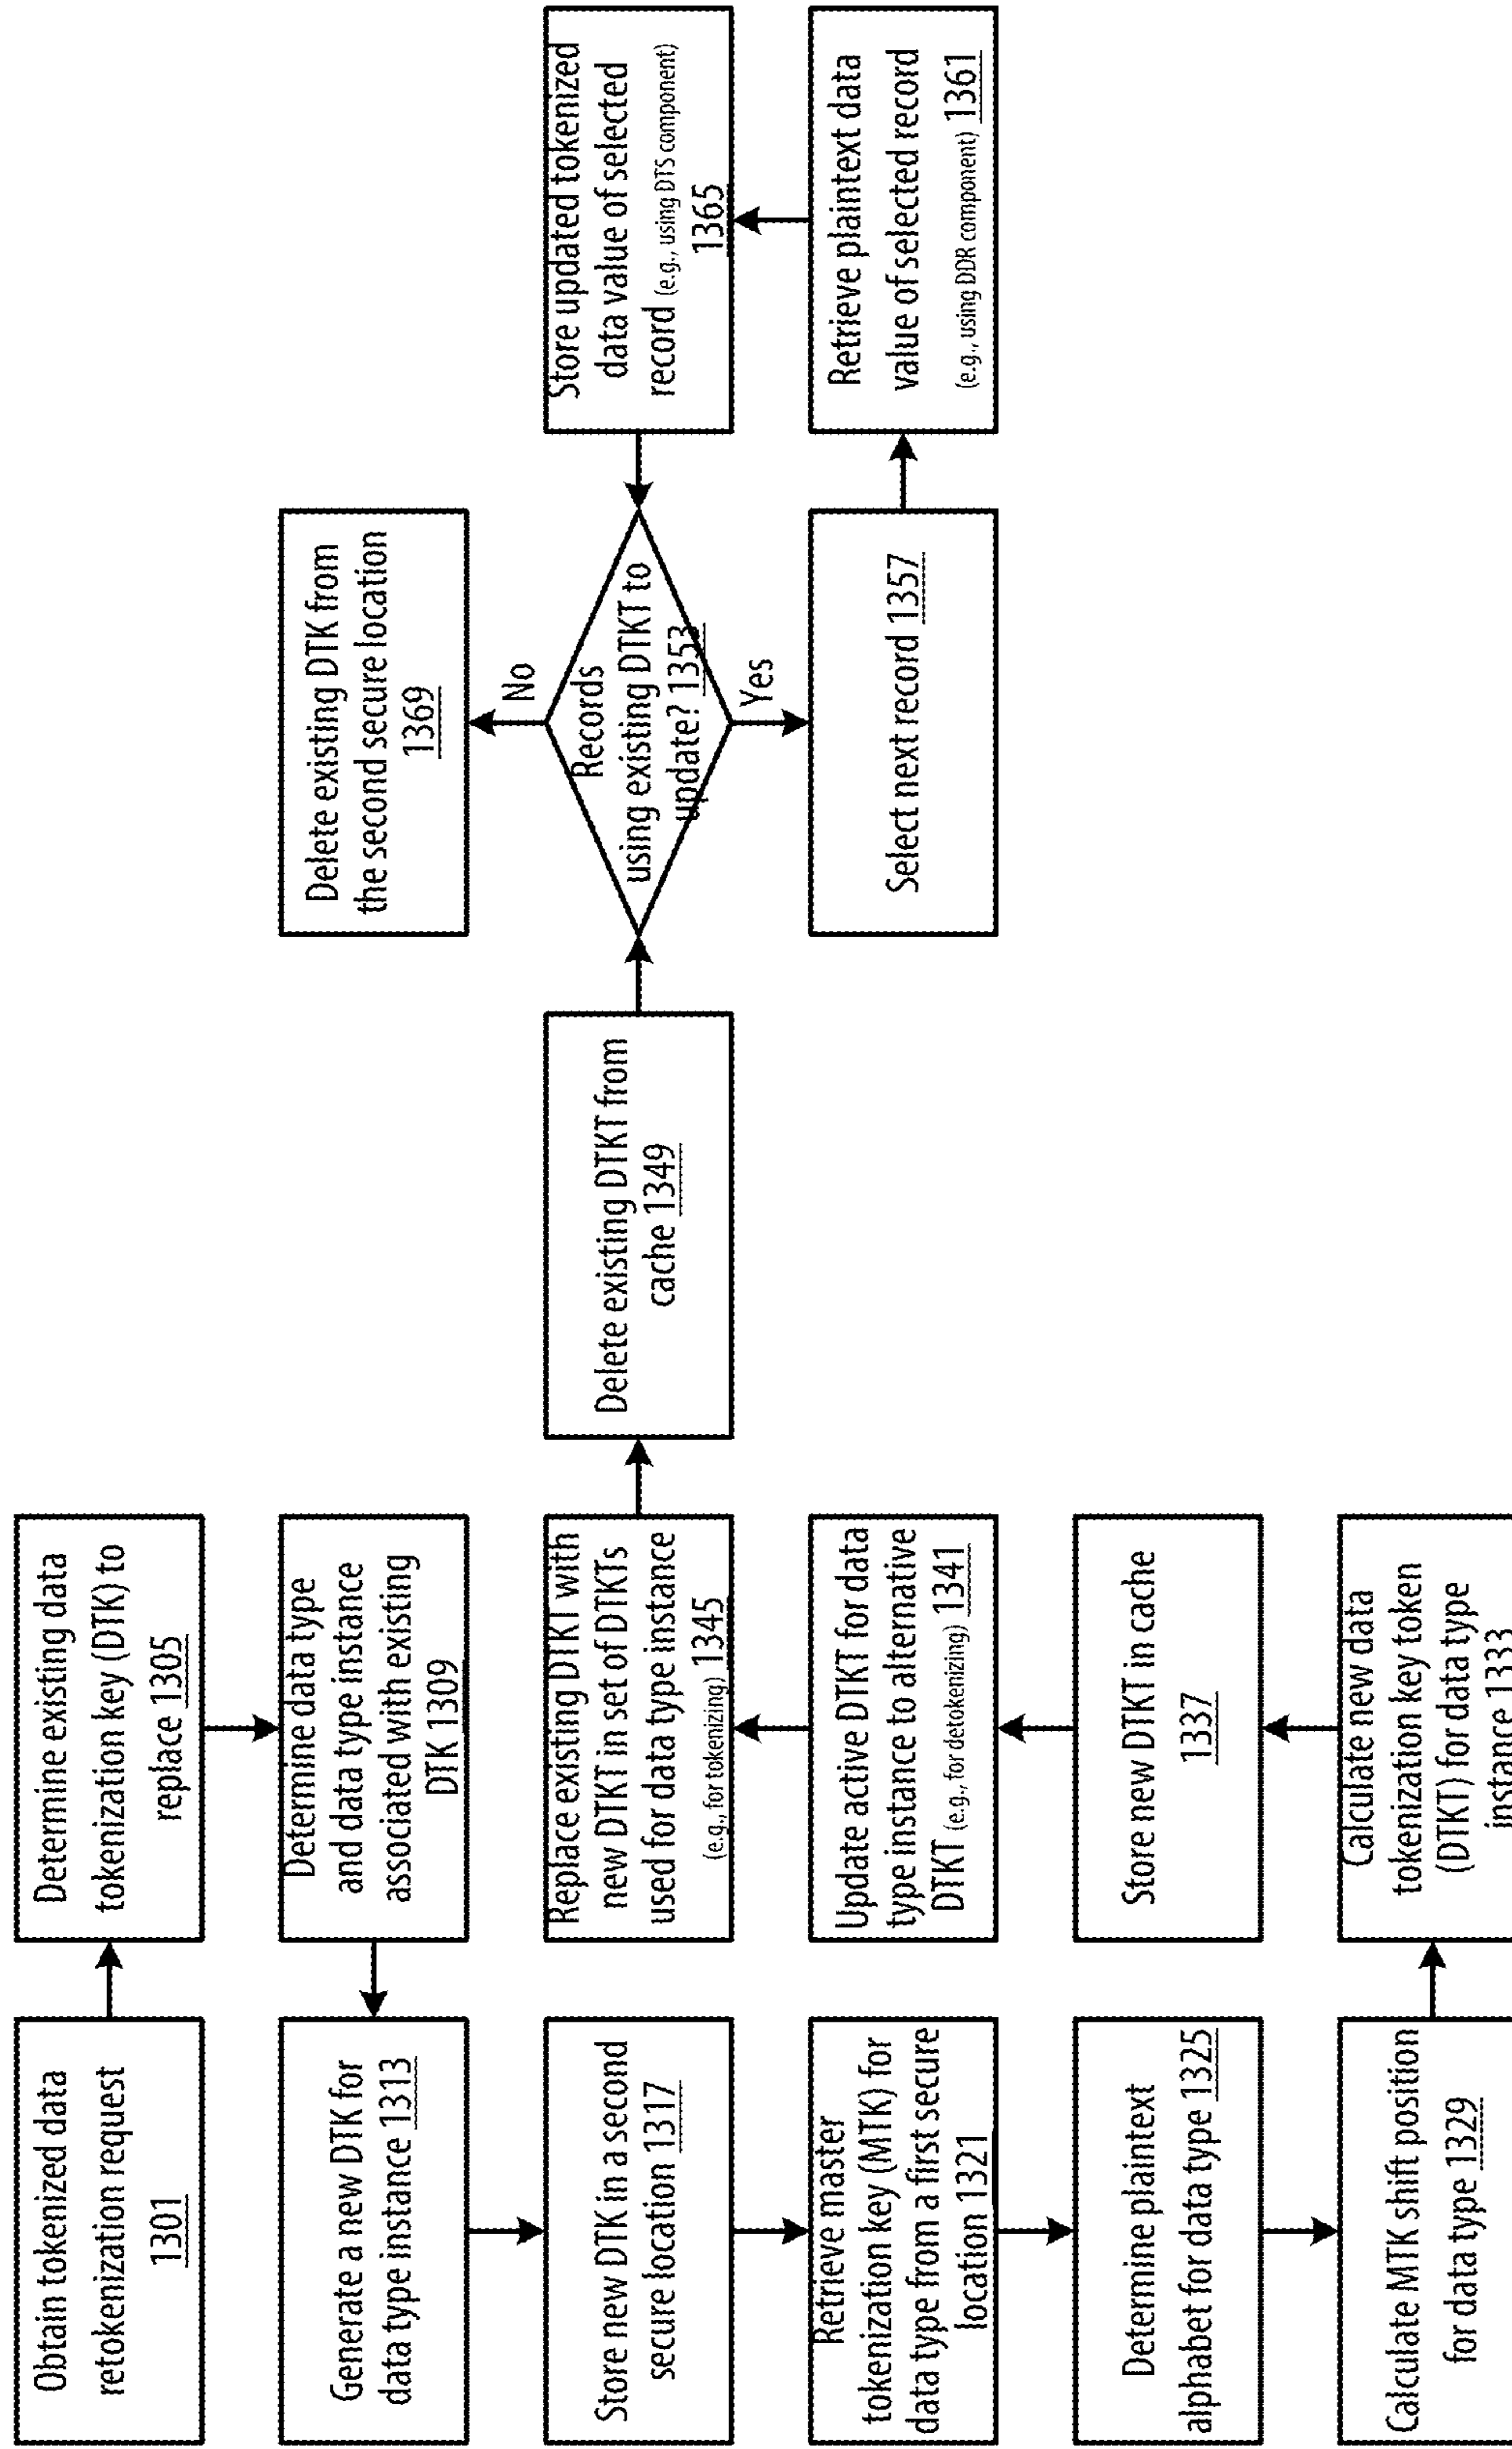 Obtain tokenized data
retokenization request
1301
Determine existing data
tokenization key (DTK) to
replace 1305
Determine data type
and data type instance
associated with existing
DTK 1309
Generate a new DTK for
data type instance 1313
Store new DTK in a second
secure location 1317
Retrieve master
tokenization key (MTK) for
data type from a first secure
location 1321
Determine plaintext
alphabet for data type 1325
Calculate MTK shift position
for data type 1329
Calculate new data
tokenization key token
(DTKT) for data type
instance 1333
Store new DTKT in cache
1337
Update active DTKT for data
type instance to alternative
DTKT (e.g., for detokenizing) 1341
Replace existing DTKT with
new DTKT in set of DTKTs
used for data type instance
(e.g., for tokenizing) 1345
Delete existing DTKT from
cache 1349
Records
using existing DTKT to
update? 1353
No
Yes
Delete existing DTK from
the second secure location
1369
Select next record 1357
Retrieve plaintext data
value of selected record
(e.g., using DDR component) 1361
Store updated tokenized
data value of selected
record (e.g., using DTS component)
1365